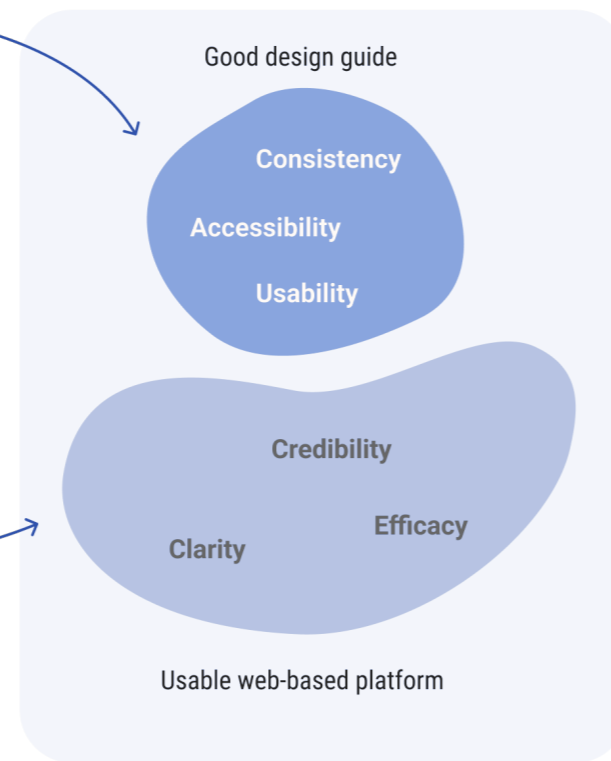 Good design guide
Consistency
Accessibility
Usability
Credibility
Efficacy
Clarity
Usable web-based platform